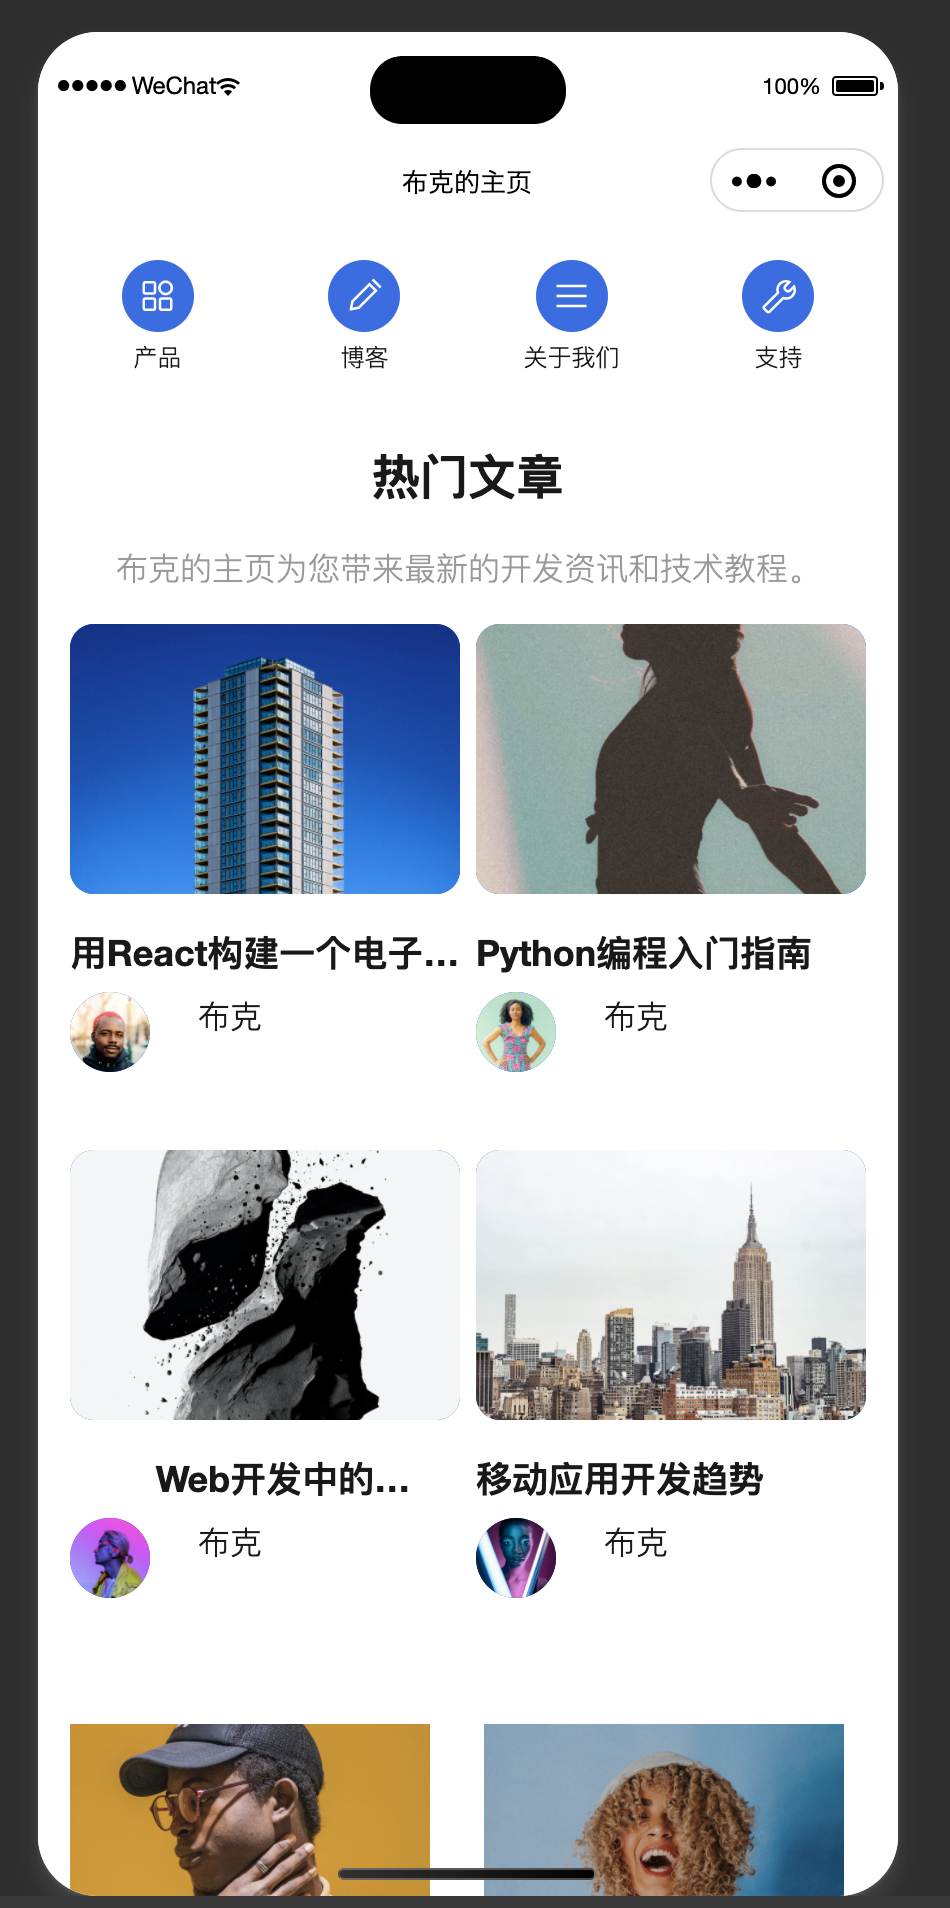 WeChat 100%
布克的主页
产品 博客 关于我们 支持
热门文章
布克的主页为您带来最新的开发资讯和技术教程。
用React构建一个电子... Python编程入门指南
布克 布克
Web开发中的... 移动应用开发趋势
布克 布克